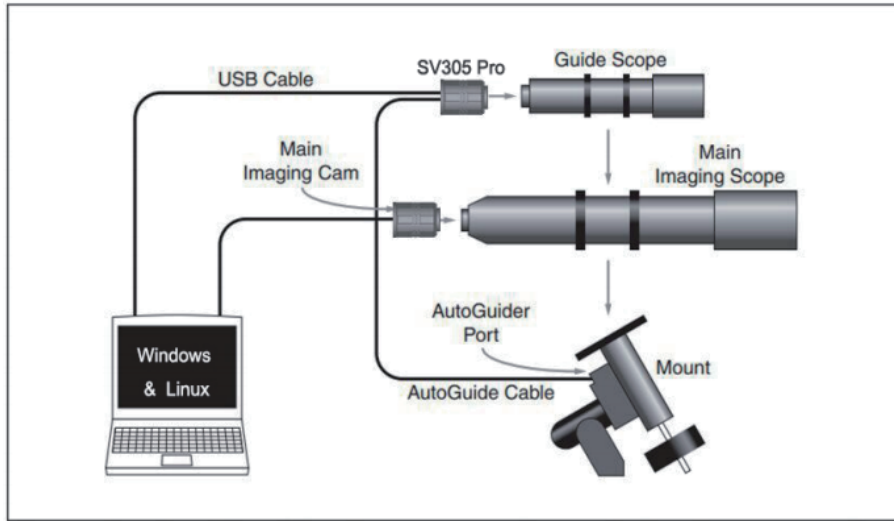 SV305 Pro
Guide Scope
USB Cable
Main
Imaging Cam
Main
Imaging Scope
AutoGuider
Port
Windows
& Linux
Mount
AutoGuide Cable